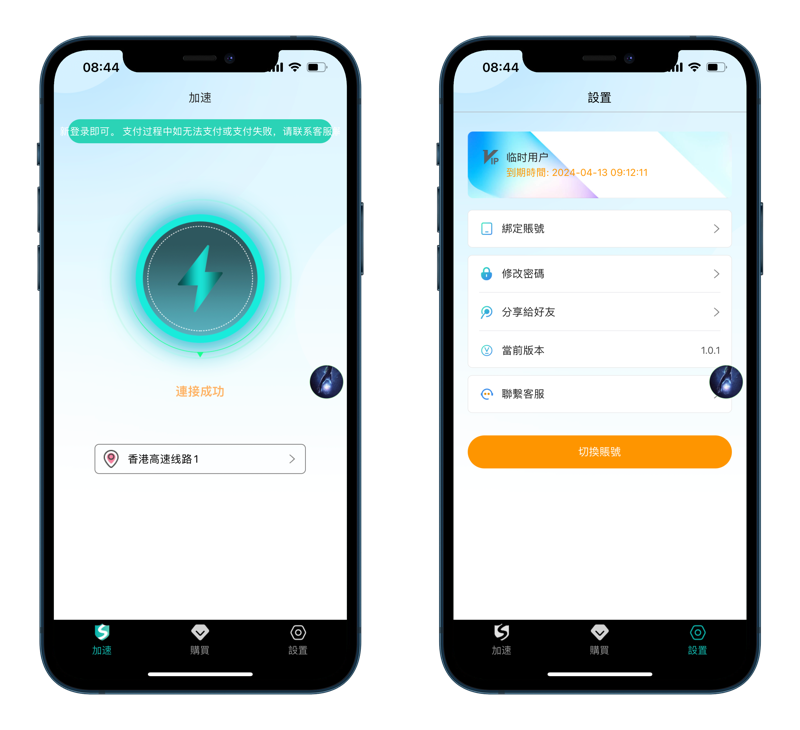 08:44
加速
登录即可。 支付过程中如无法支付或支付失败，请联系客服
連接成功
香港高速线路1
加速
購買
設置
08:44
設置
VIP
临时用户
到期時間: 2024-04-13 09:12:11
綁定賬號
修改密碼
分享給好友
當前版本
1.0.1
聯繫客服
切換賬號
加速
購買
設置